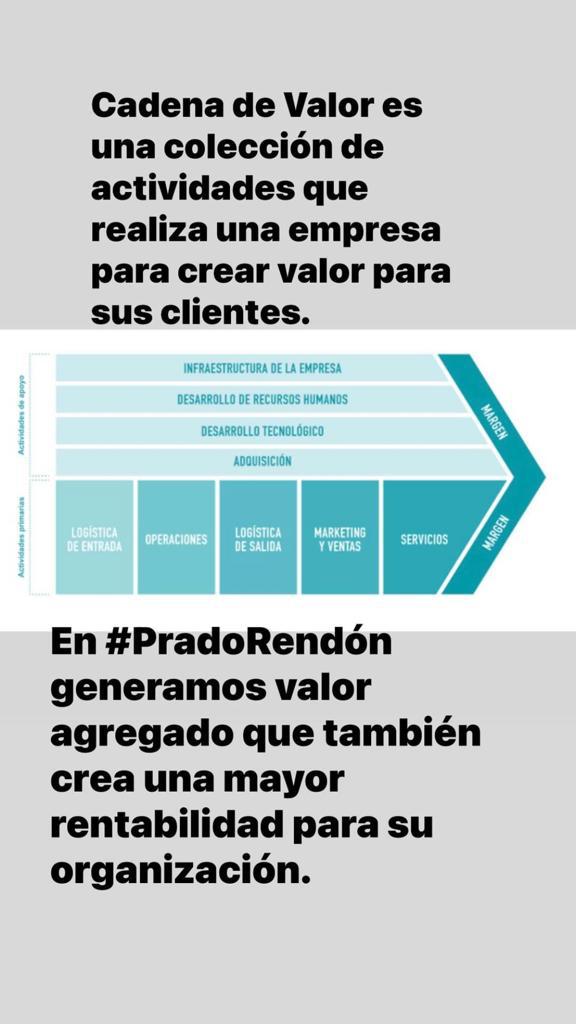 Cadena de Valor es
una colección de
actividades que
realiza una empresa
para crear valor para
sus clientes.
Actividades de apoyo
INFRAESTRUCTURA DE LA EMPRESA
DESARROLLO DE RECURSOS HUMANOS
DESARROLLO TECNOLÓGICO
ADQUISICIÓN
MARGEN
Actividades primarias
LOGÍSTICA
DE ENTRADA
OPERACIONES
LOGÍSTICA
DE SALIDA
MARKETING
Y VENTAS
SERVICIOS
MARGEN
En #PradoRendón
generamos valor
agregado que también
crea una mayor
rentabilidad para su
organización.